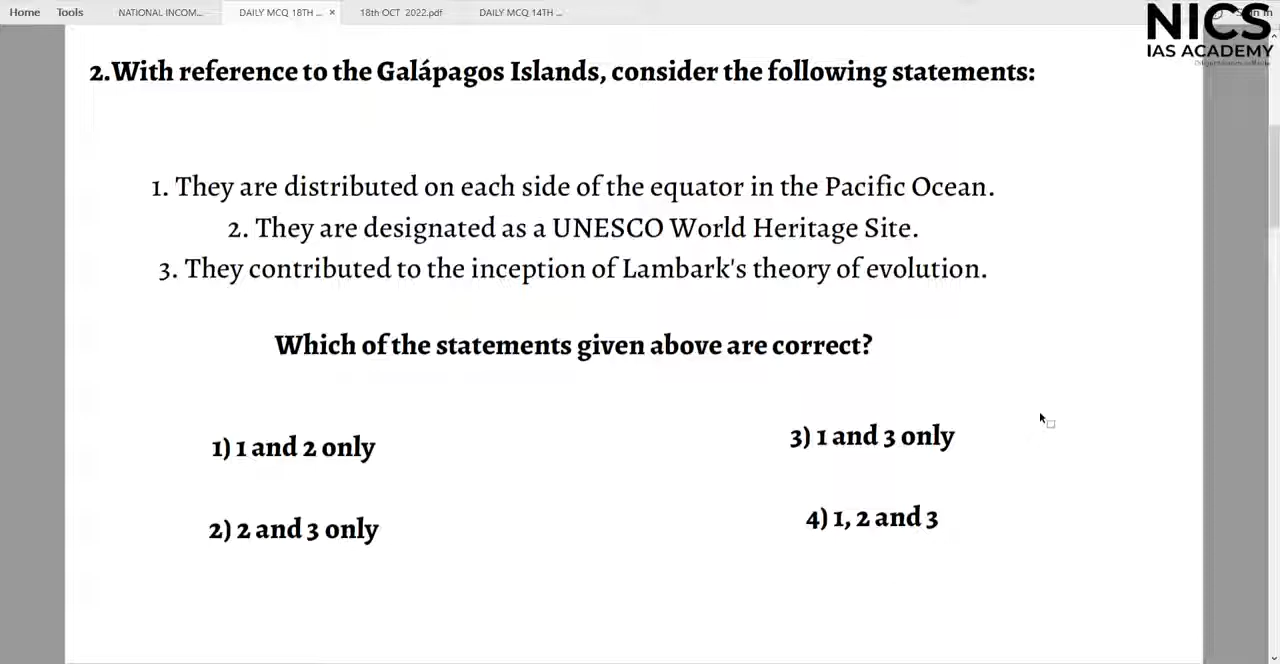 Home Tools NATIONAL INCOM... DAILY MCQ 18TH ... × 18th OCT 2022.pdf DAILY MCQ 14TH ...
NICS
IAS ACADEMY
2.With reference to the Galápagos Islands, consider the following statements:
1. They are distributed on each side of the equator in the Pacific Ocean.
2. They are designated as a UNESCO World Heritage Site.
3. They contributed to the inception of Lambark's theory of evolution.
Which of the statements given above are correct?
1) 1 and 2 only
3) 1 and 3 only
2) 2 and 3 only
4) 1, 2 and 3